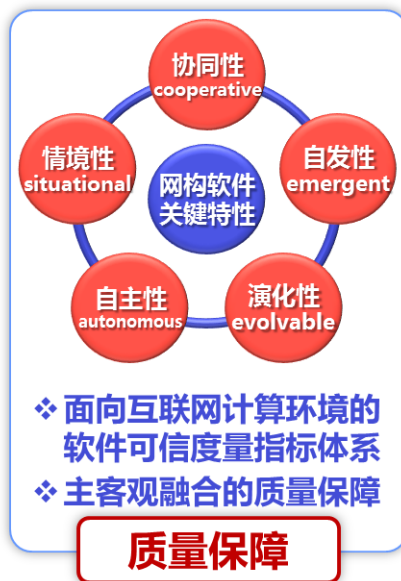 协同性
cooperative
情境性
situational
自发性
emergent
网构软件
关键特性
自主性
autonomous
演化性
evolvable
❖ 面向互联网计算环境的
软件可信度量指标体系
❖ 主客观融合的质量保障
质量保障